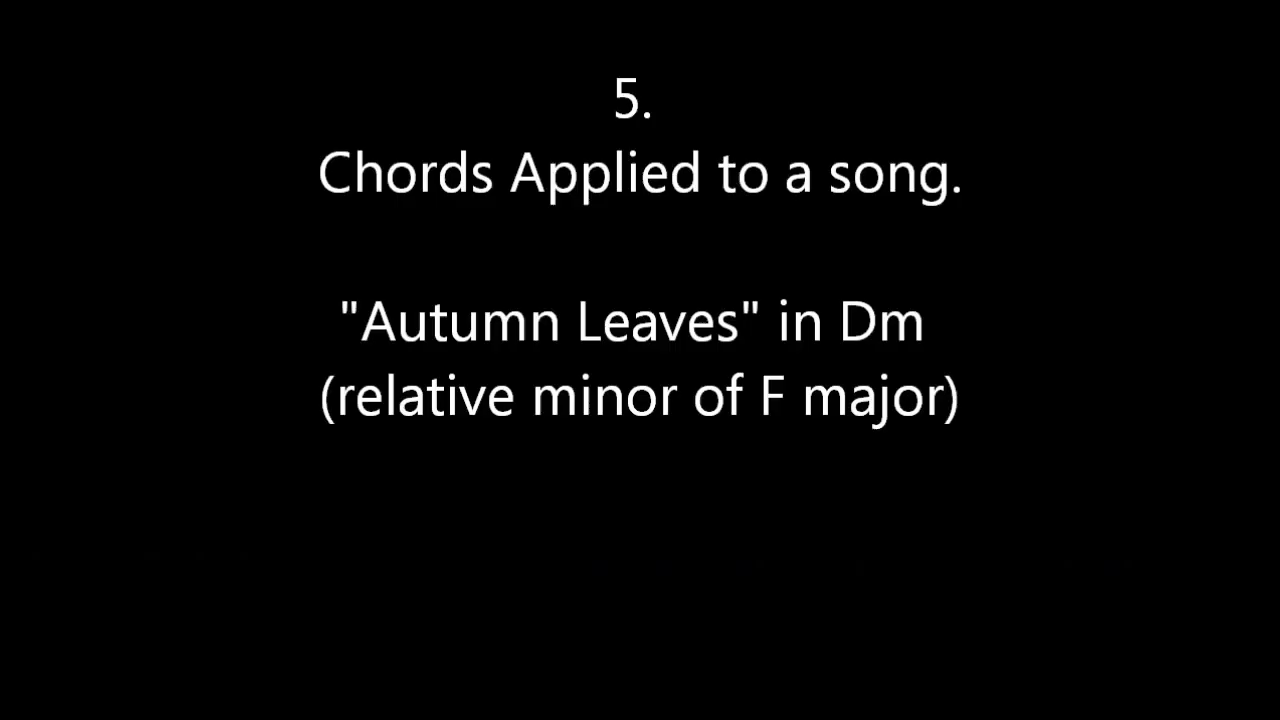 5.
Chords Applied to a song.
"Autumn Leaves" in Dm
(relative minor of F major)